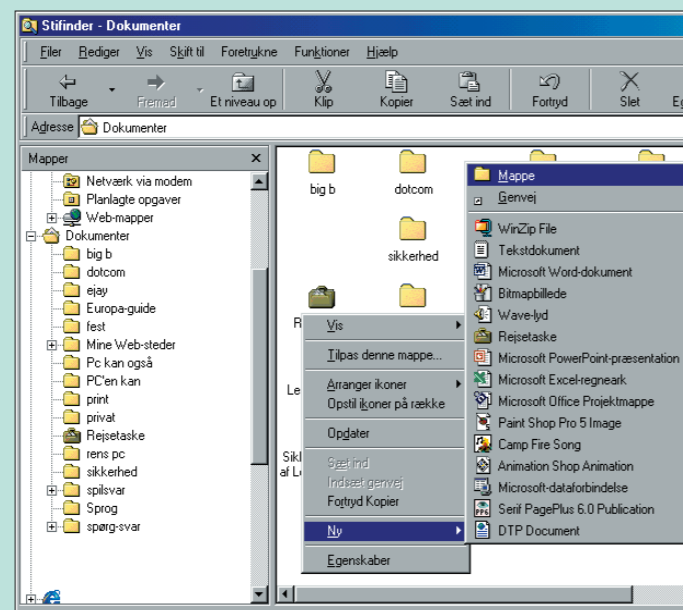 Stifinder - Dokumenter
Filer Rediger Vis Skift til Foretrukne Funktioner Hjælp
Tilbage Fremad Et niveau op Klip Kopier Sæt ind Fortryd Slet
Adresse Dokumenter
Mapper
Netværk via modem
Planlagte opgaver
Web-mapper
Dokumenter
big b
dotcom
ejay
Europa-guide
fest
Mine Web-steder
Pc kan også
PC'en kan
print
privat
Rejsetaske
rens pc
sikkerhed
spilsvar
Sprog
spørg-svar
big b dotcom
sikkerhed
R
Le
Sikl
af L
Vis
Tilpas denne mappe...
Arranger ikoner
Opstil ikoner på række
Opdater
Sæt ind
Indsæt genvej
Fortryd Kopier
Ny
Egenskaber
Mappe
Genvej
WinZip File
Tekstdokument
Microsoft Word-dokument
Bitmapbillede
Wave-lyd
Rejsetaske
Microsoft PowerPoint-præsentation
Microsoft Excel-regneark
Microsoft Office Projektmappe
Paint Shop Pro 5 Image
Camp Fire Song
Animation Shop Animation
Microsoft-dataforbindelse
Serif PagePlus 6.0 Publication
DTP Document